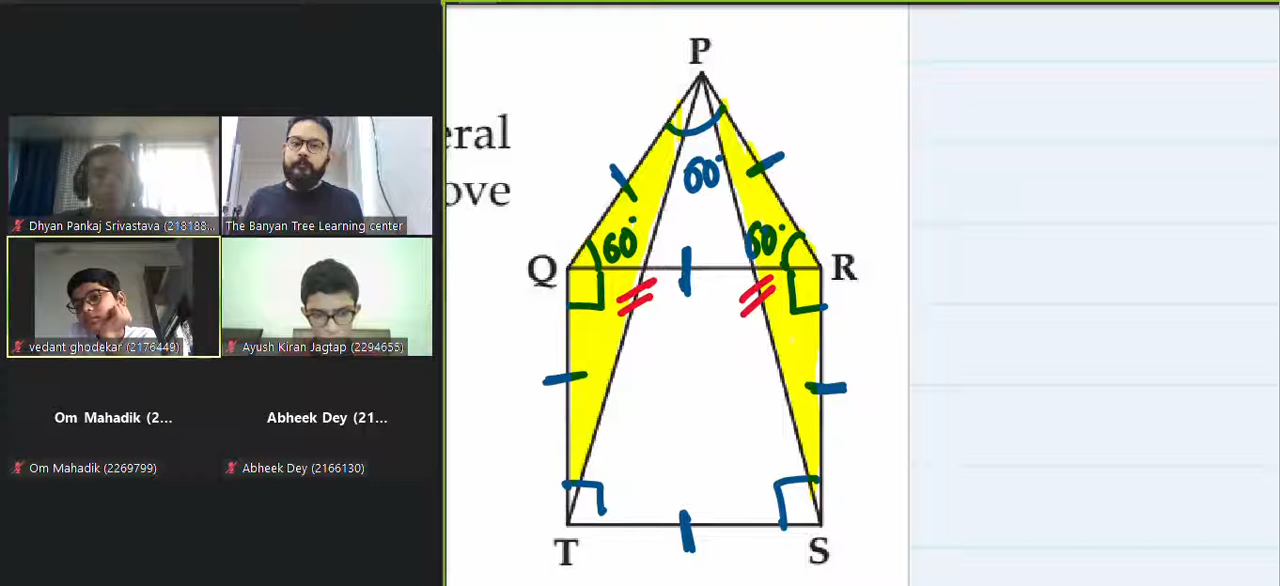 Dhyan Pankaj Srivastava (218188...
The Banyan Tree Learning center
vedant ghodekar (2176449)
Ayush Kiran Jagtap (2294655)
Om Mahadik (2...
Abheek Dey (21...
Om Mahadik (2269799)
Abheek Dey (2166130)
eral
ove
P
60°
60°
60°
Q
R
T
S